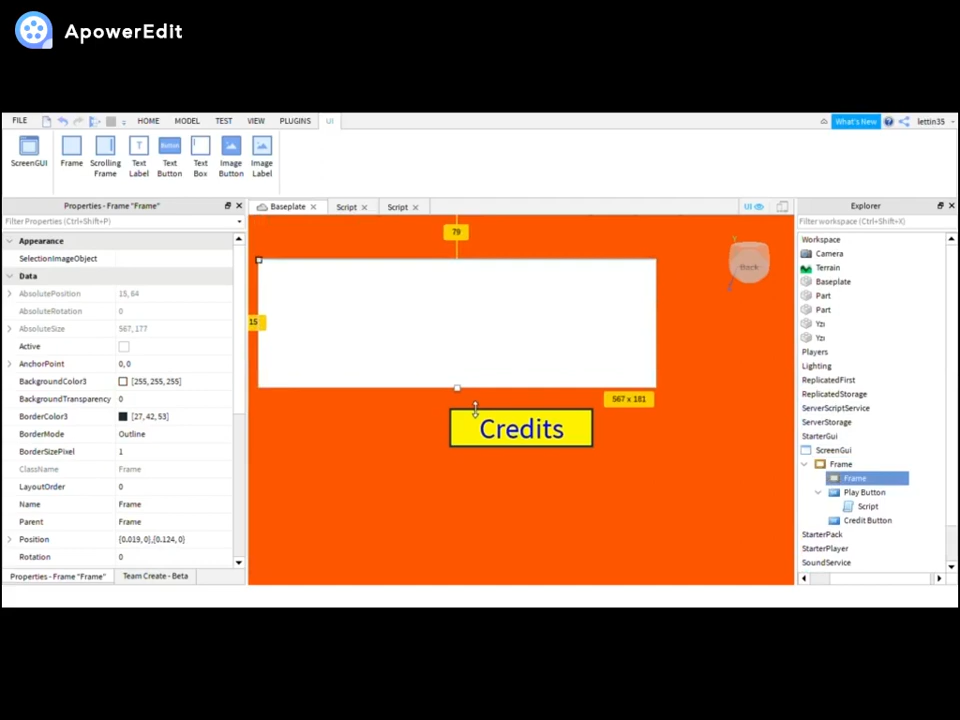 ApowerEdit
FILE HOME MODEL TEST VIEW PLUGINS UI What's New lettin35
ScreenGUI Frame Scrolling Frame Text Label Button Text Button Text Box Image Button Image Label
Properties - Frame "Frame" Baseplate Script Script UI Explorer
Filter Properties (Ctrl+Shift+P) Filter workspace (Ctrl+Shift+X)
Appearance
SelectionImageObject
Data
AbsolutePosition 15, 64
AbsoluteRotation 0
AbsoluteSize 567, 177
Active
AnchorPoint 0, 0
BackgroundColor3 [255, 255, 255]
BackgroundTransparency 0
BorderColor3 [27, 42, 53]
BorderMode Outline
BorderSizePixel 1
ClassName Frame
LayoutOrder 0
Name Frame
Parent Frame
Position {0.019, 0},{0.124, 0}
Rotation 0
Properties - Frame "Frame" Team Create - Beta
79
15
567 x 181
Credits
Y
Back
Workspace
Camera
Terrain
Baseplate
Part
Part
Yzi
Yzi
Players
Lighting
ReplicatedFirst
ReplicatedStorage
ServerScriptService
ServerStorage
StarterGui
ScreenGui
Frame
Frame
Play Button
Script
Credit Button
StarterPack
StarterPlayer
SoundService